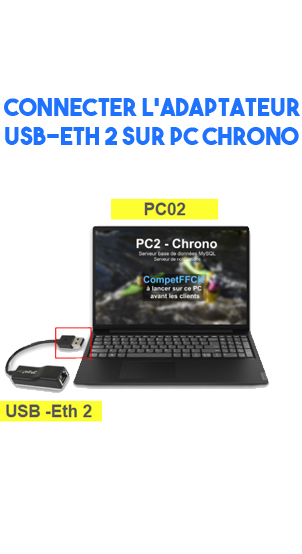 CONNECTER L'ADAPTATEUR
USB-ETH 2 SUR PC CHRONO
PC02
PC2 - Chrono
Serveur base de données MySQL
CompetFFCK
à lancer sur ce PC
avant les clients
USB -Eth 2